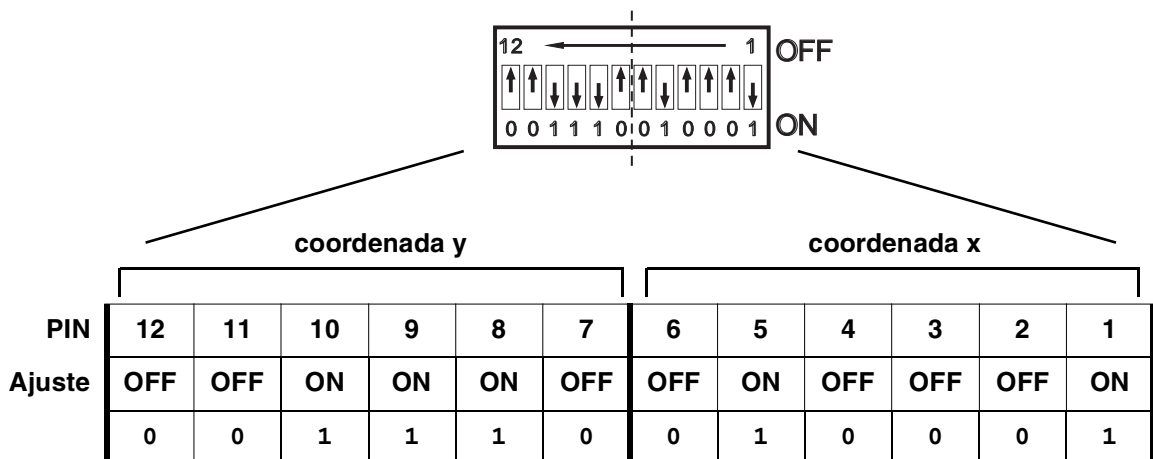 12 1 OFF
0 0 1 1 1 0 0 1 0 0 0 1 ON
coordenada y coordenada x
PIN 12 11 10 9 8 7 6 5 4 3 2 1
Ajuste OFF OFF ON ON ON OFF OFF ON OFF OFF OFF ON
0 0 1 1 1 0 0 1 0 0 0 1